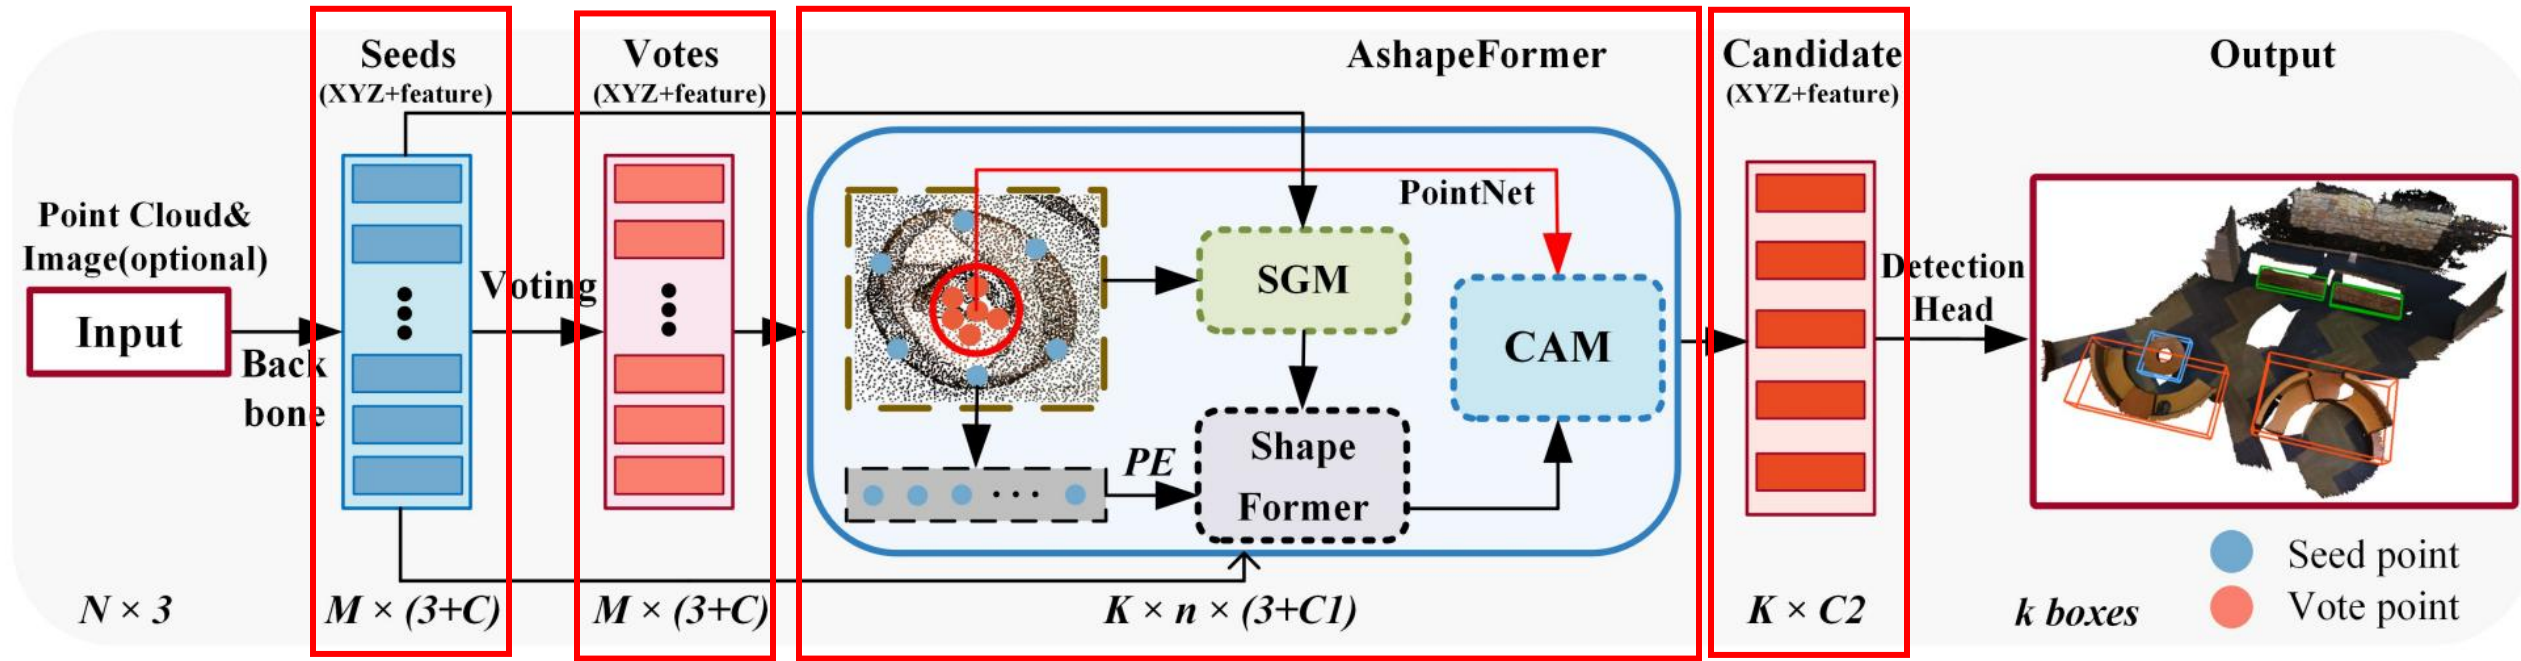 Point Cloud&
Image(optional)
Input
Back
bone
N × 3
Seeds
(XYZ+feature)
M × (3+C)
Voting
Votes
(XYZ+feature)
M × (3+C)
AshapeFormer
PointNet
SGM
CAM
PE
Shape
Former
K × n × (3+C1)
Candidate
(XYZ+feature)
K × C2
Detection
Head
Output
k boxes
Seed point
Vote point